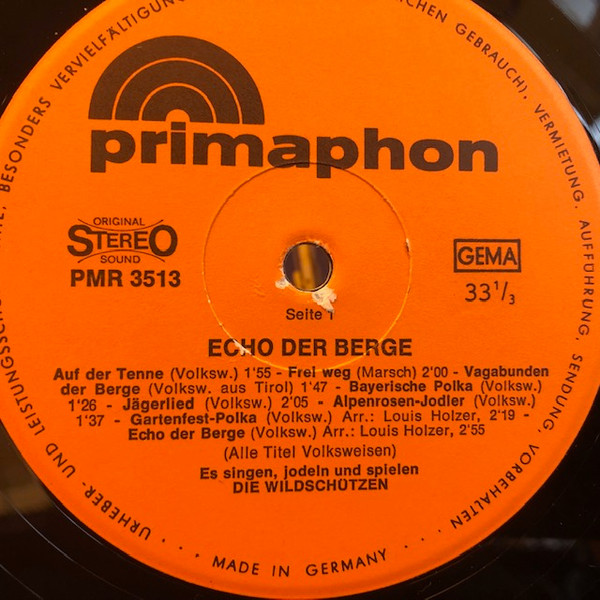 primaphon
ORIGINAL
STEREO
SOUND
PMR 3513
GEMA
33 1/3
Seite 1
ECHO DER BERGE
Auf der Tenne (Volksw.) 1'55 - Frei weg (Marsch) 2'00 - Vagabunden
der Berge (Volksw. aus Tirol) 1'47 - Bayerische Polka (Volksw.)
1'26 - Jägerlied (Volksw.) 2'05 - Alpenrosen-Jodler (Volksw.)
1'37 - Gartenfest-Polka (Volksw.) Arr.: Louis Holzer, 2'19 -
Echo der Berge (Volksw.) Arr.: Louis Holzer, 2'55
(Alle Titel Volksweisen)
Es singen, jodeln und spielen
DIE WILDSCHÜTZEN
URHEBER- UND LEISTUNGSSCH
BESONDERS VERVIELFÄLTIGUNG
ICHEN GEBRAUCH), VERMIETUNG, AUFFÜHRUNG, SENDUNG, VORBEHALTEN . . .
. . . MADE IN GERMANY . . .